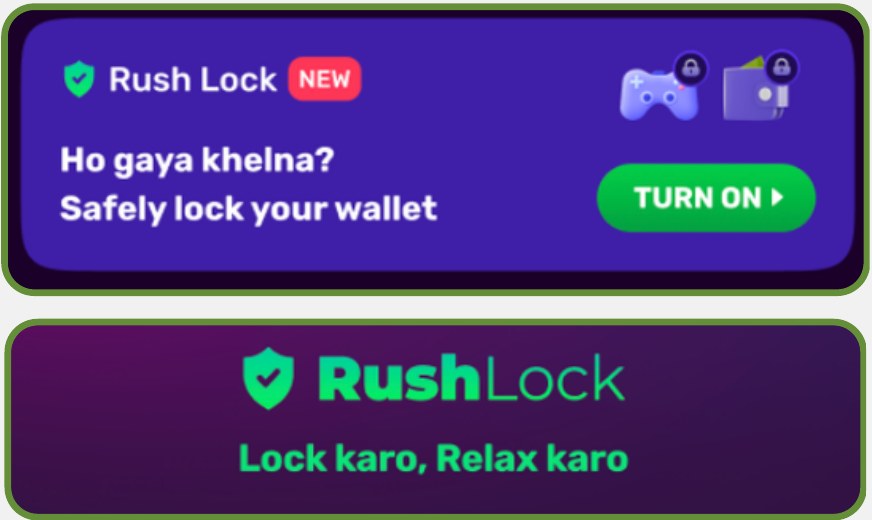 Rush Lock NEW
Ho gaya khelna?
Safely lock your wallet
TURN ON
RushLock
Lock karo, Relax karo